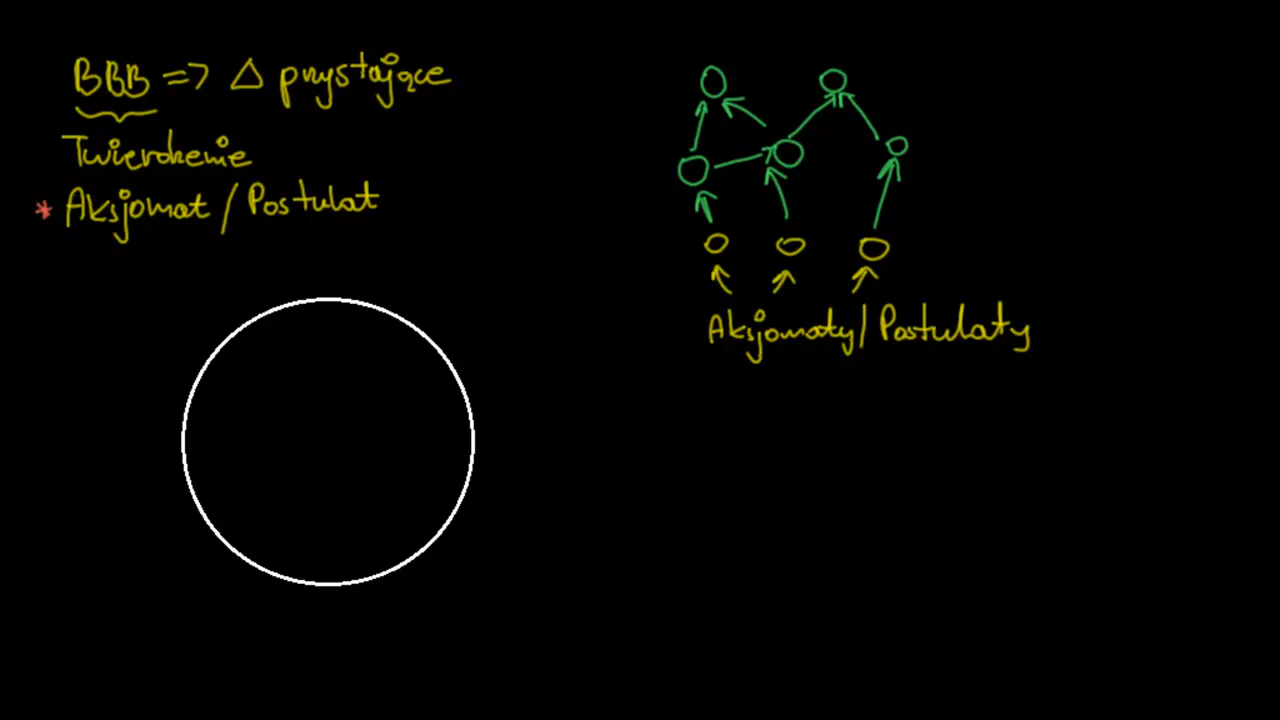 BBB => △ przystające
Twierdzenie
* Aksjomat / Postulat
Aksjomaty / Postulaty